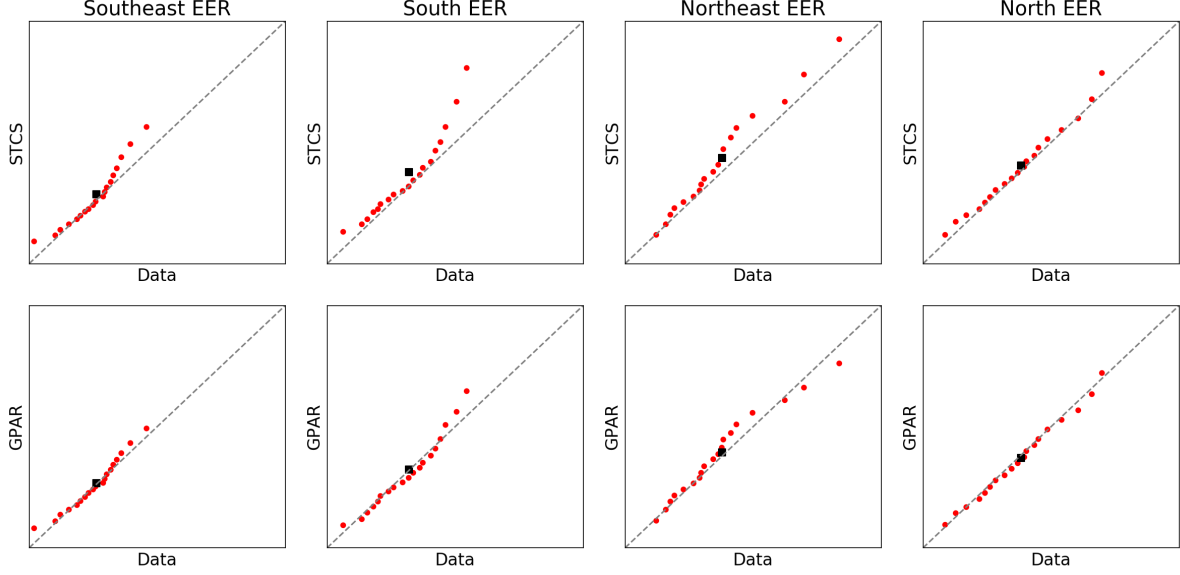 Southeast EER
South EER
Northeast EER
North EER
STCS
STCS
STCS
STCS
Data
Data
Data
Data
GPAR
GPAR
GPAR
GPAR
Data
Data
Data
Data